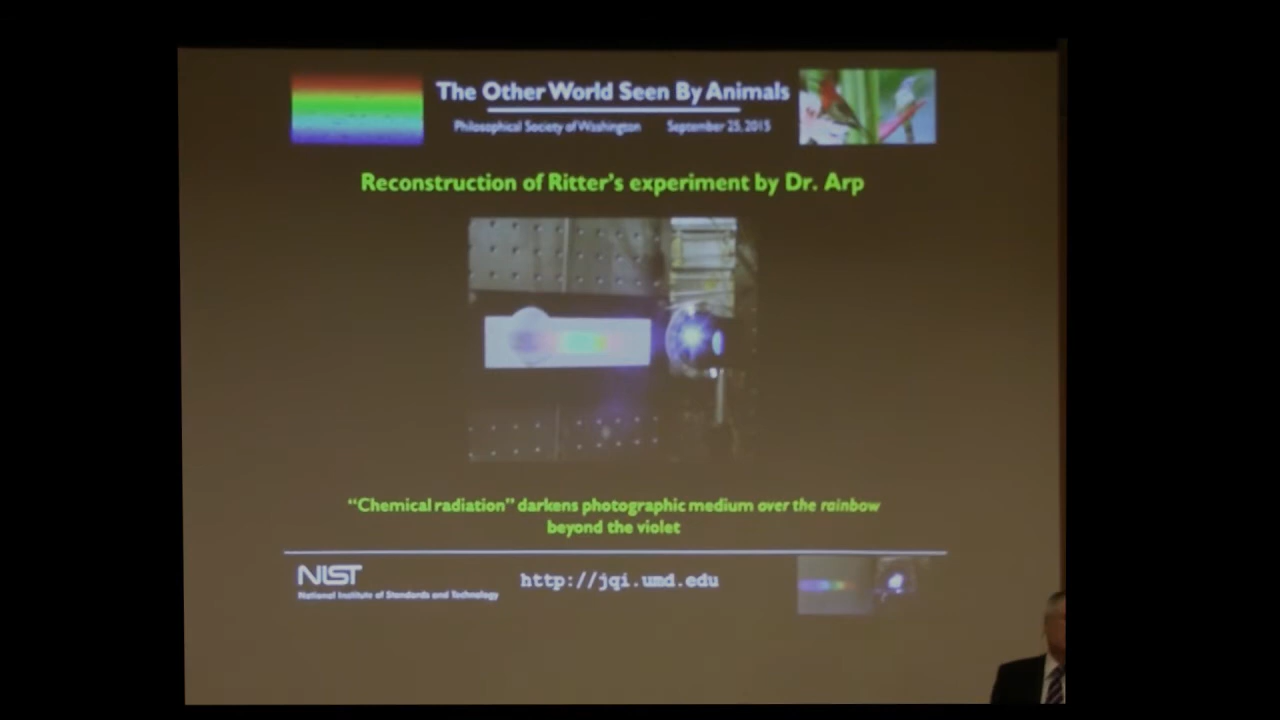 The Other World Seen By Animals
Philosophical Society of Washington September 25, 2015
Reconstruction of Ritter's experiment by Dr. Arp
“Chemical radiation” darkens photographic medium over the rainbow
beyond the violet
NIST
National Institute of Standards and Technology
http://jqi.umd.edu